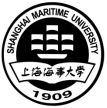 SHANGHAI MARITIME UNIVERSITY
上海海事大学
1909